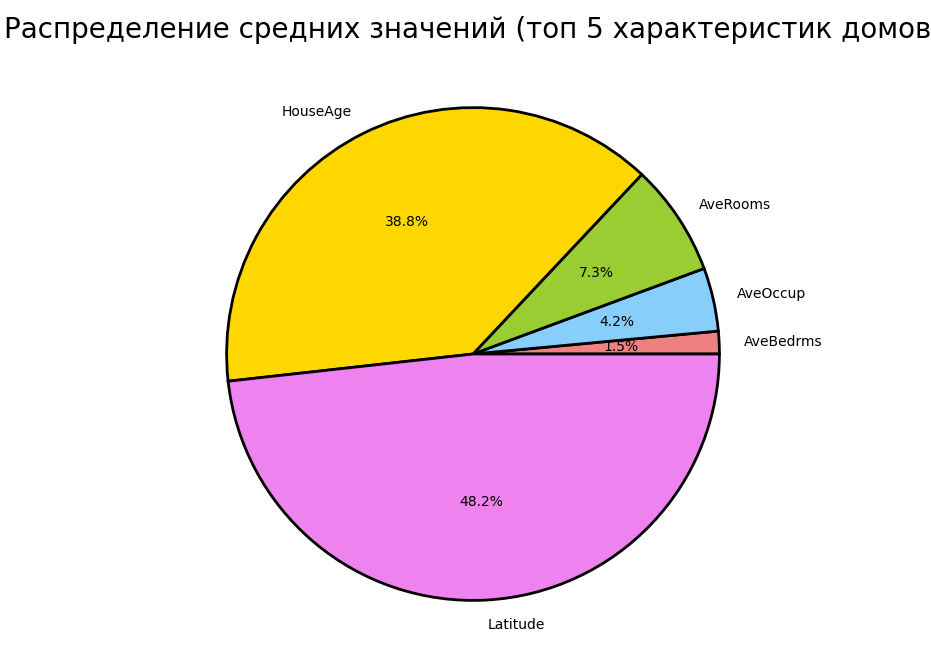 Распределение средних значений (топ 5 характеристик домов
HouseAge
AveRooms
38.8%
7.3%
AveOccup
4.2%
AveBedrms
1.5%
48.2%
Latitude